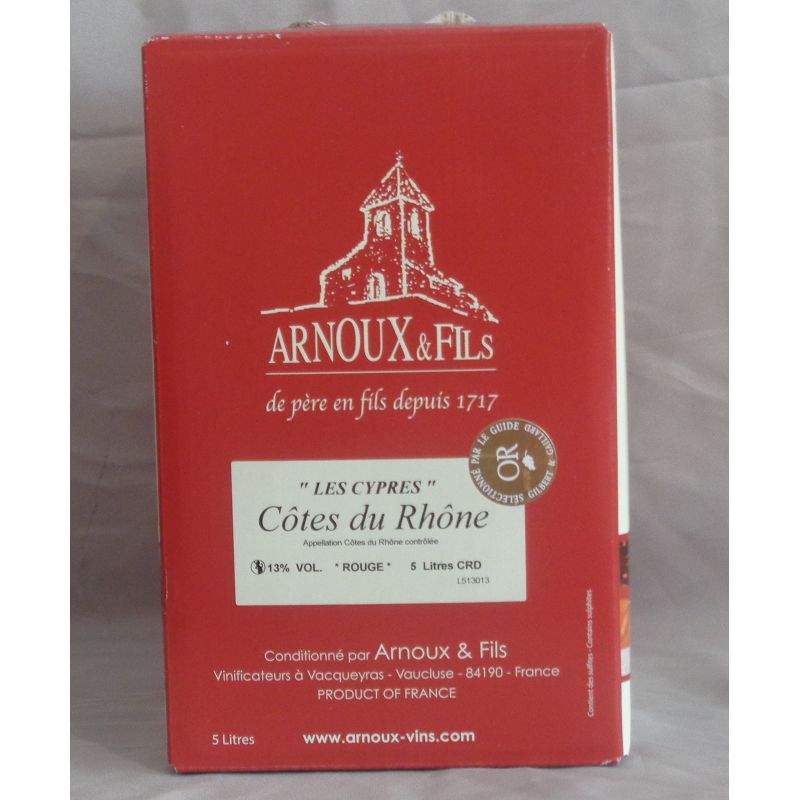 ARNOUX & FILS
de père en fils depuis 1717
SÉLECTIONNÉ PAR LE GUIDE GILBERT & GAILLARD
OR
" LES CYPRES "
Côtes du Rhône
Appellation Côtes du Rhône contrôlée
13% VOL. * ROUGE * 5 Litres CRD
L513013
Conditionné par Arnoux & Fils
Vinificateurs à Vacqueyras - Vaucluse - 84190 - France
PRODUCT OF FRANCE
5 Litres
www.arnoux-vins.com
Contient des sulfites - Contains sulphites